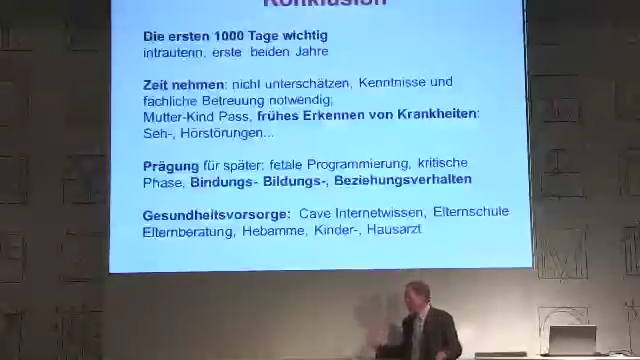 Konklusion
Die ersten 1000 Tage wichtig
intrauterin, erste beiden Jahre
Zeit nehmen: nicht unterschätzen, Kenntnisse und
fachliche Betreuung notwendig;
Mutter-Kind Pass, frühes Erkennen von Krankheiten:
Seh-, Hörstörungen...
Prägung für später: fetale Programmierung, kritische
Phase, Bindungs- Bildungs-, Beziehungsverhalten
Gesundheitsvorsorge: Cave Internetwissen, Elternschule
Elternberatung, Hebamme, Kinder-, Hausarzt